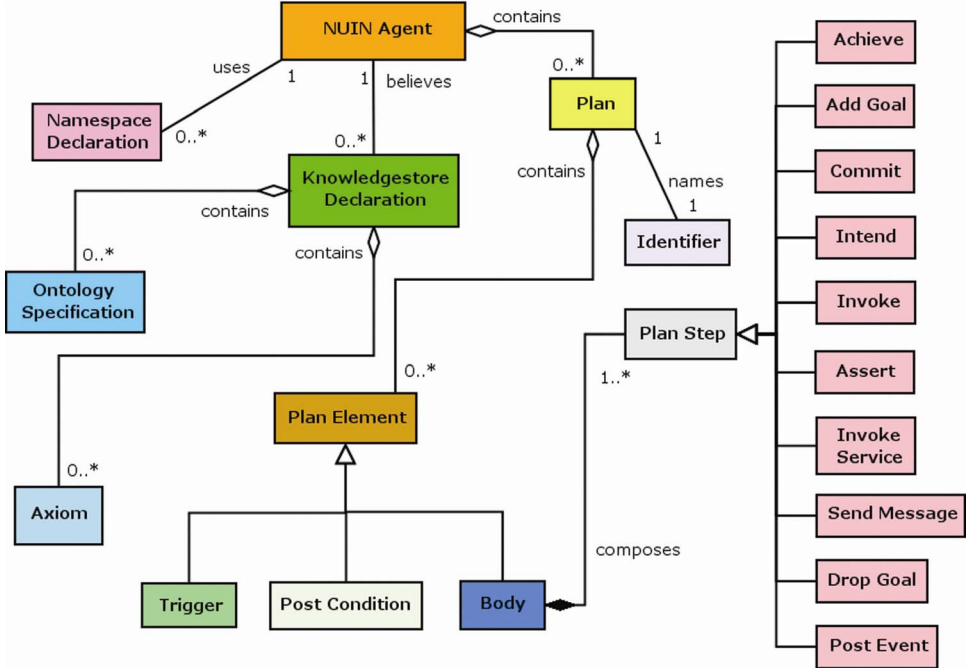 NUIN Agent
contains
Achieve
uses
1
1
believes
0..*
Plan
Add Goal
Namespace
Declaration
0..*
0..*
1
Knowledgestore
Declaration
contains
names
Commit
contains
1
Identifier
Intend
contains
0..*
Ontology
Specification
Invoke
Plan Step
0..*
1..*
Assert
Plan Element
Invoke
Service
0..*
Axiom
Send Message
composes
Trigger
Post Condition
Body
Drop Goal
Post Event